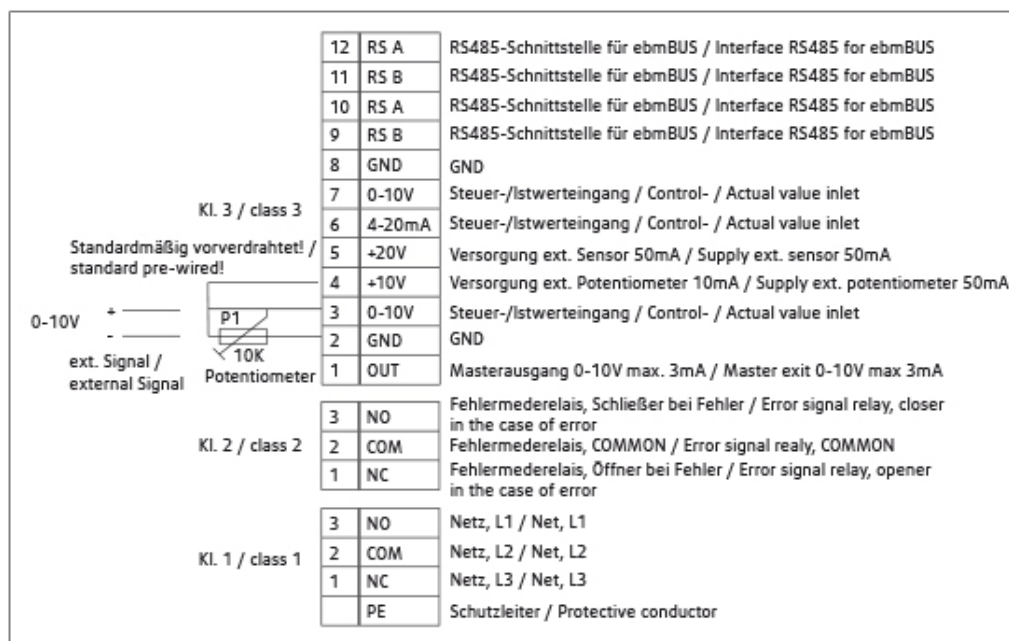 12 RS A RS485-Schnittstelle für ebmBUS / Interface RS485 for ebmBUS
11 RS B RS485-Schnittstelle für ebmBUS / Interface RS485 for ebmBUS
10 RS A RS485-Schnittstelle für ebmBUS / Interface RS485 for ebmBUS
9 RS B RS485-Schnittstelle für ebmBUS / Interface RS485 for ebmBUS
8 GND GND
Kl. 3 / class 3
7 0-10V Steuer-/Istwerteingang / Control- / Actual value inlet
6 4-20mA Steuer-/Istwerteingang / Control- / Actual value inlet
Standardmäßig vorverdrahtet! /
standard pre-wired!
5 +20V Versorgung ext. Sensor 50mA / Supply ext. sensor 50mA
4 +10V Versorgung ext. Potentiometer 10mA / Supply ext. potentiometer 50mA
3 0-10V Steuer-/Istwerteingang / Control- / Actual value inlet
2 GND GND
1 OUT Masterausgang 0-10V max. 3mA / Master exit 0-10V max 3mA
0-10V
+
-
ext. Signal /
external Signal
P1
10K
Potentiometer
Kl. 2 / class 2
3 NO Fehlermederelais, Schließer bei Fehler / Error signal relay, closer
in the case of error
2 COM Fehlermederelais, COMMON / Error signal realy, COMMON
1 NC Fehlermederelais, Öffner bei Fehler / Error signal relay, opener
in the case of error
Kl. 1 / class 1
3 NO Netz, L1 / Net, L1
2 COM Netz, L2 / Net, L2
1 NC Netz, L3 / Net, L3
PE Schutzleiter / Protective conductor